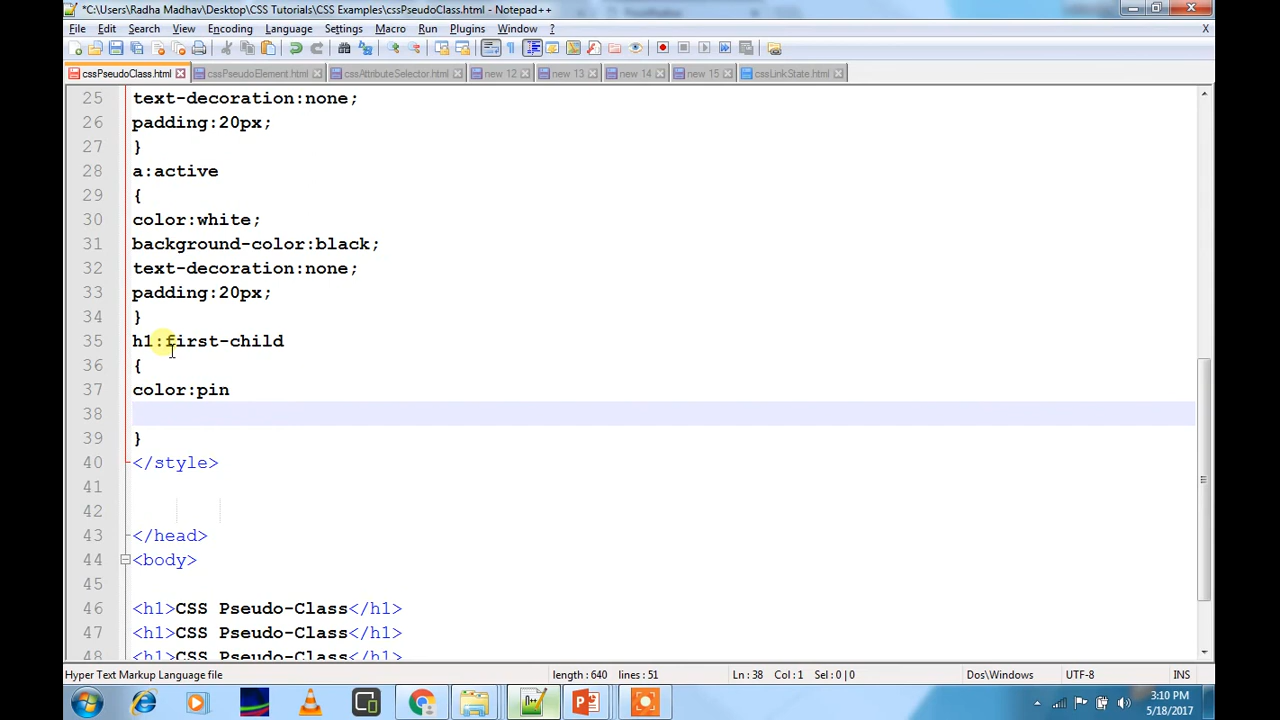 *C:\Users\Radha Madhav\Desktop\CSS Tutorials\CSS Examples\cssPseudoClass.html - Notepad++
File Edit Search View Encoding Language Settings Macro Run Plugins Window ? X
cssPseudoClass.html cssPseudoElement.html cssAttributeSelector.html new 12 new 13 new 14 new 15 cssLinkState.html
25 text-decoration:none;
26 padding:20px;
27 }
28 a:active
29 {
30 color:white;
31 background-color:black;
32 text-decoration:none;
33 padding:20px;
34 }
35 h1:first-child
36 {
37 color:pin
38
39 }
40 </style>
41
42
43 </head>
44 <body>
45
46 <h1>CSS Pseudo-Class</h1>
47 <h1>CSS Pseudo-Class</h1>
48 <h1>CSS Pseudo-Class</h1>
Hyper Text Markup Language file length : 640 lines : 51 Ln : 38 Col : 1 Sel : 0 | 0 Dos\Windows UTF-8 INS
3:10 PM
5/18/2017